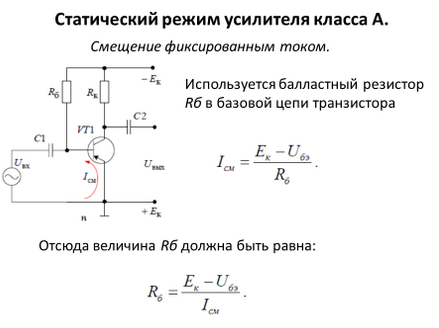 Статический режим усилителя класса А.
Смещение фиксированным током.
– Eк
Rб
Rк
C2
C1
VT1
Uвх
Iсм
Uвых
в
+ Eк
Используется балластный резистор
Rб в базовой цепи транзистора
Iсм = (Eк – Uбэ) / Rб .
Отсюда величина Rб должна быть равна:
Rб = (Eк – Uбэ) / Iсм .